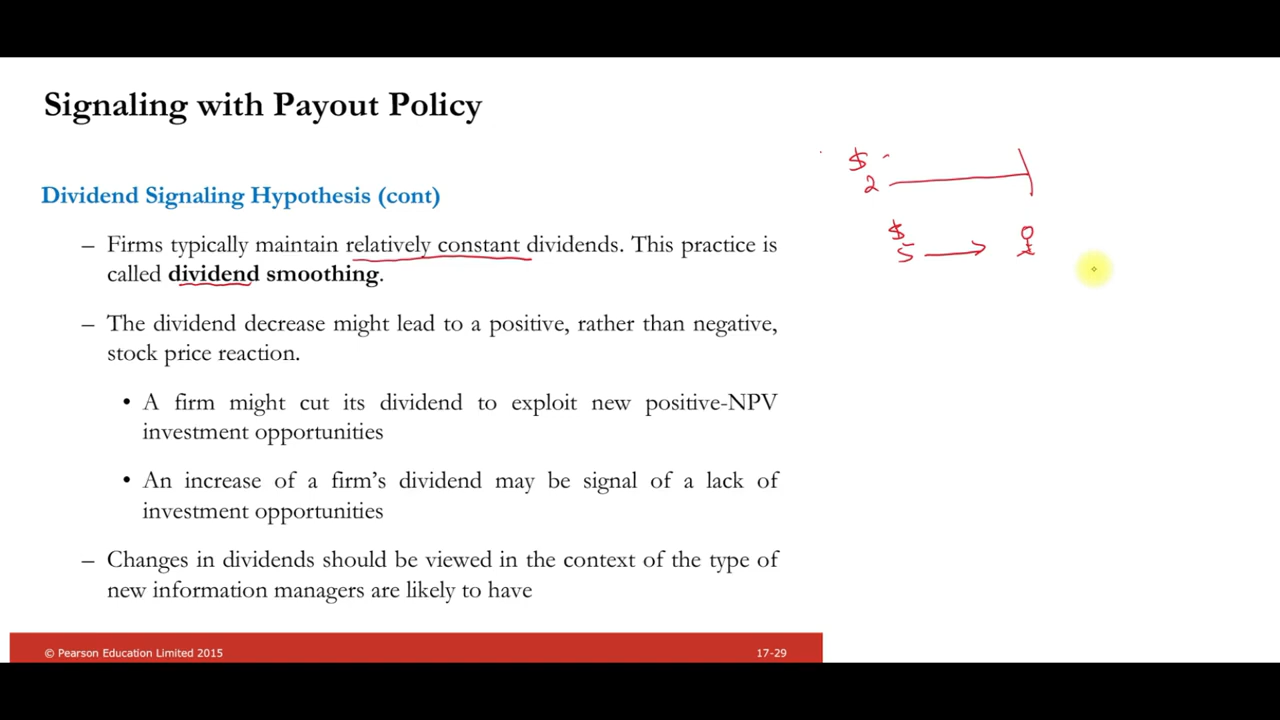 Signaling with Payout Policy
Dividend Signaling Hypothesis (cont)
– Firms typically maintain relatively constant dividends. This practice is
called dividend smoothing.
– The dividend decrease might lead to a positive, rather than negative,
stock price reaction.
• A firm might cut its dividend to exploit new positive-NPV
investment opportunities
• An increase of a firm's dividend may be signal of a lack of
investment opportunities
– Changes in dividends should be viewed in the context of the type of
new information managers are likely to have
© Pearson Education Limited 2015
17-29
$
2
$
5